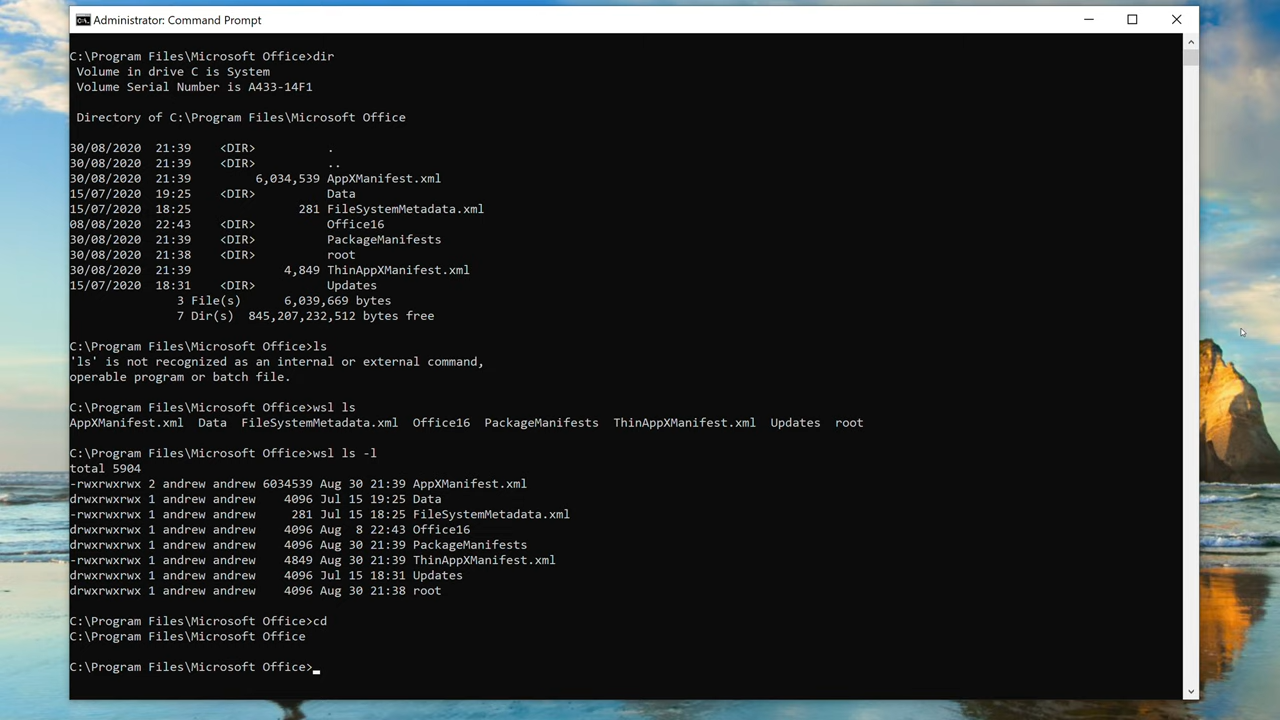 Administrator: Command Prompt
C:\Program Files\Microsoft Office>dir
Volume in drive C is System
Volume Serial Number is A433-14F1
Directory of C:\Program Files\Microsoft Office
30/08/2020  21:39    <DIR>          .
30/08/2020  21:39    <DIR>          ..
30/08/2020  21:39         6,034,539 AppXManifest.xml
15/07/2020  19:25    <DIR>          Data
15/07/2020  18:25               281 FileSystemMetadata.xml
08/08/2020  22:43    <DIR>          Office16
30/08/2020  21:39    <DIR>          PackageManifests
30/08/2020  21:38    <DIR>          root
30/08/2020  21:39             4,849 ThinAppXManifest.xml
15/07/2020  18:31    <DIR>          Updates
3 File(s)      6,039,669 bytes
7 Dir(s)  845,207,232,512 bytes free
C:\Program Files\Microsoft Office>ls
'ls' is not recognized as an internal or external command,
operable program or batch file.
C:\Program Files\Microsoft Office>wsl ls
AppXManifest.xml  Data  FileSystemMetadata.xml  Office16  PackageManifests  ThinAppXManifest.xml  Updates  root
C:\Program Files\Microsoft Office>wsl ls -l
total 5904
-rwxrwxrwx 2 andrew andrew 6034539 Aug 30 21:39 AppXManifest.xml
drwxrwxrwx 1 andrew andrew    4096 Jul 15 19:25 Data
-rwxrwxrwx 1 andrew andrew     281 Jul 15 18:25 FileSystemMetadata.xml
drwxrwxrwx 1 andrew andrew    4096 Aug  8 22:43 Office16
drwxrwxrwx 1 andrew andrew    4096 Aug 30 21:39 PackageManifests
-rwxrwxrwx 1 andrew andrew    4849 Aug 30 21:39 ThinAppXManifest.xml
drwxrwxrwx 1 andrew andrew    4096 Jul 15 18:31 Updates
drwxrwxrwx 1 andrew andrew    4096 Aug 30 21:38 root
C:\Program Files\Microsoft Office>cd
C:\Program Files\Microsoft Office
C:\Program Files\Microsoft Office>